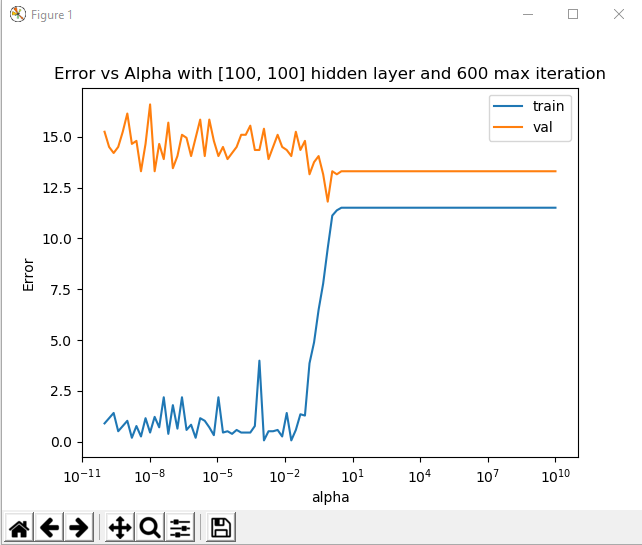 Figure 1
Error vs Alpha with [100, 100] hidden layer and 600 max iteration
train
val
15.0
12.5
10.0
7.5
5.0
2.5
0.0
Error
10⁻¹¹ 10⁻⁸ 10⁻⁵ 10⁻² 10¹ 10⁴ 10⁷ 10¹⁰
alpha